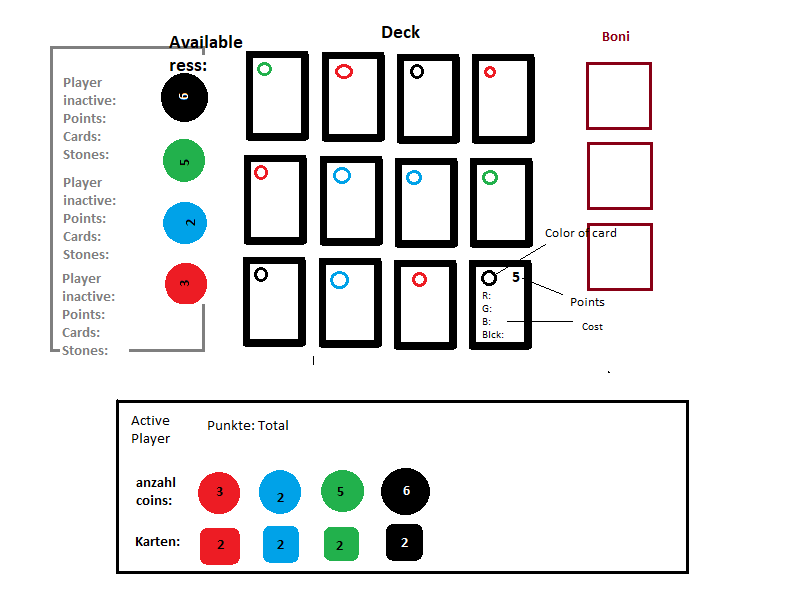 Deck
Boni
Available
ress:
Player
inactive:
Points:
Cards:
Stones:
Player
inactive:
Points:
Cards:
Stones:
Player
inactive:
Points:
Cards:
Stones:
6
5
2
3
Color of card
5
R:
G:
B:
Blck:
Points
Cost
Active
Player
Punkte: Total
anzahl
coins:
3 2 5 6
Karten:
2 2 2 2